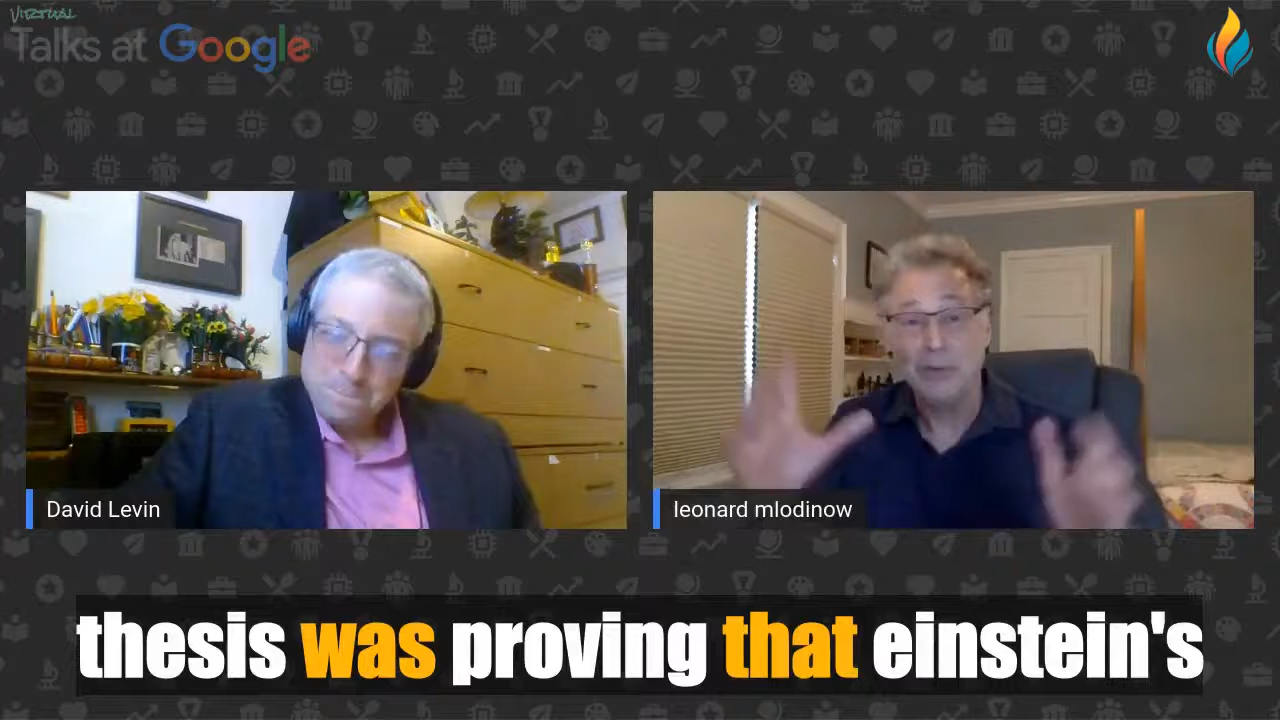 VIRTUAL
Talks at Google
David Levin
leonard mlodinow
thesis was proving that einstein's